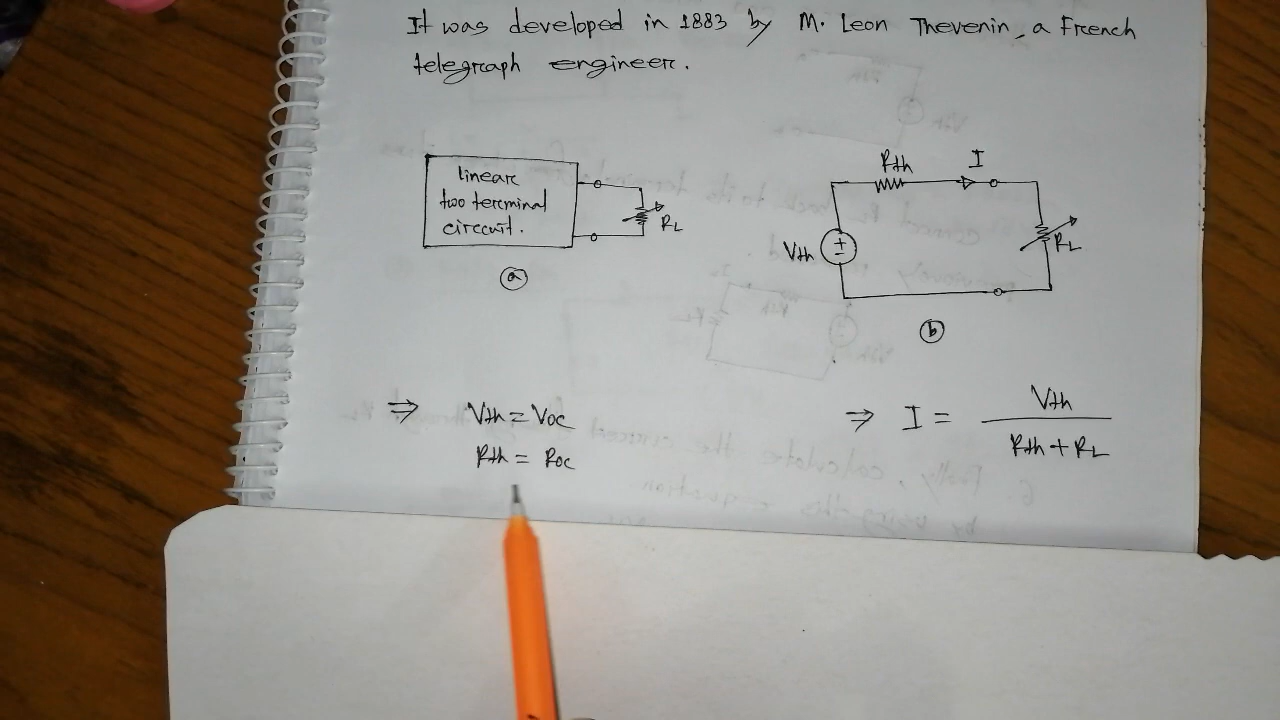 It was developed in 1883 by M. Leon Thevenin, a French
telegraph engineer.
linear
two terminal
circuit.
RL
a
Rth
I
Vth
+
-
RL
b
⇒ Vth = Voc
Rth = Roc
⇒ I = Vth
Rth + RL